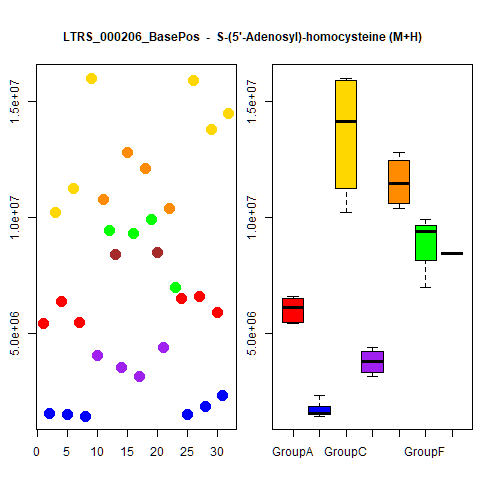 LTRS_000206_BasePos - S-(5'-Adenosyl)-homocysteine (M+H)
1.5e+07
1.0e+07
5.0e+06
0 5 10 15 20 25 30
1.5e+07
1.0e+07
5.0e+06
GroupA GroupC GroupF